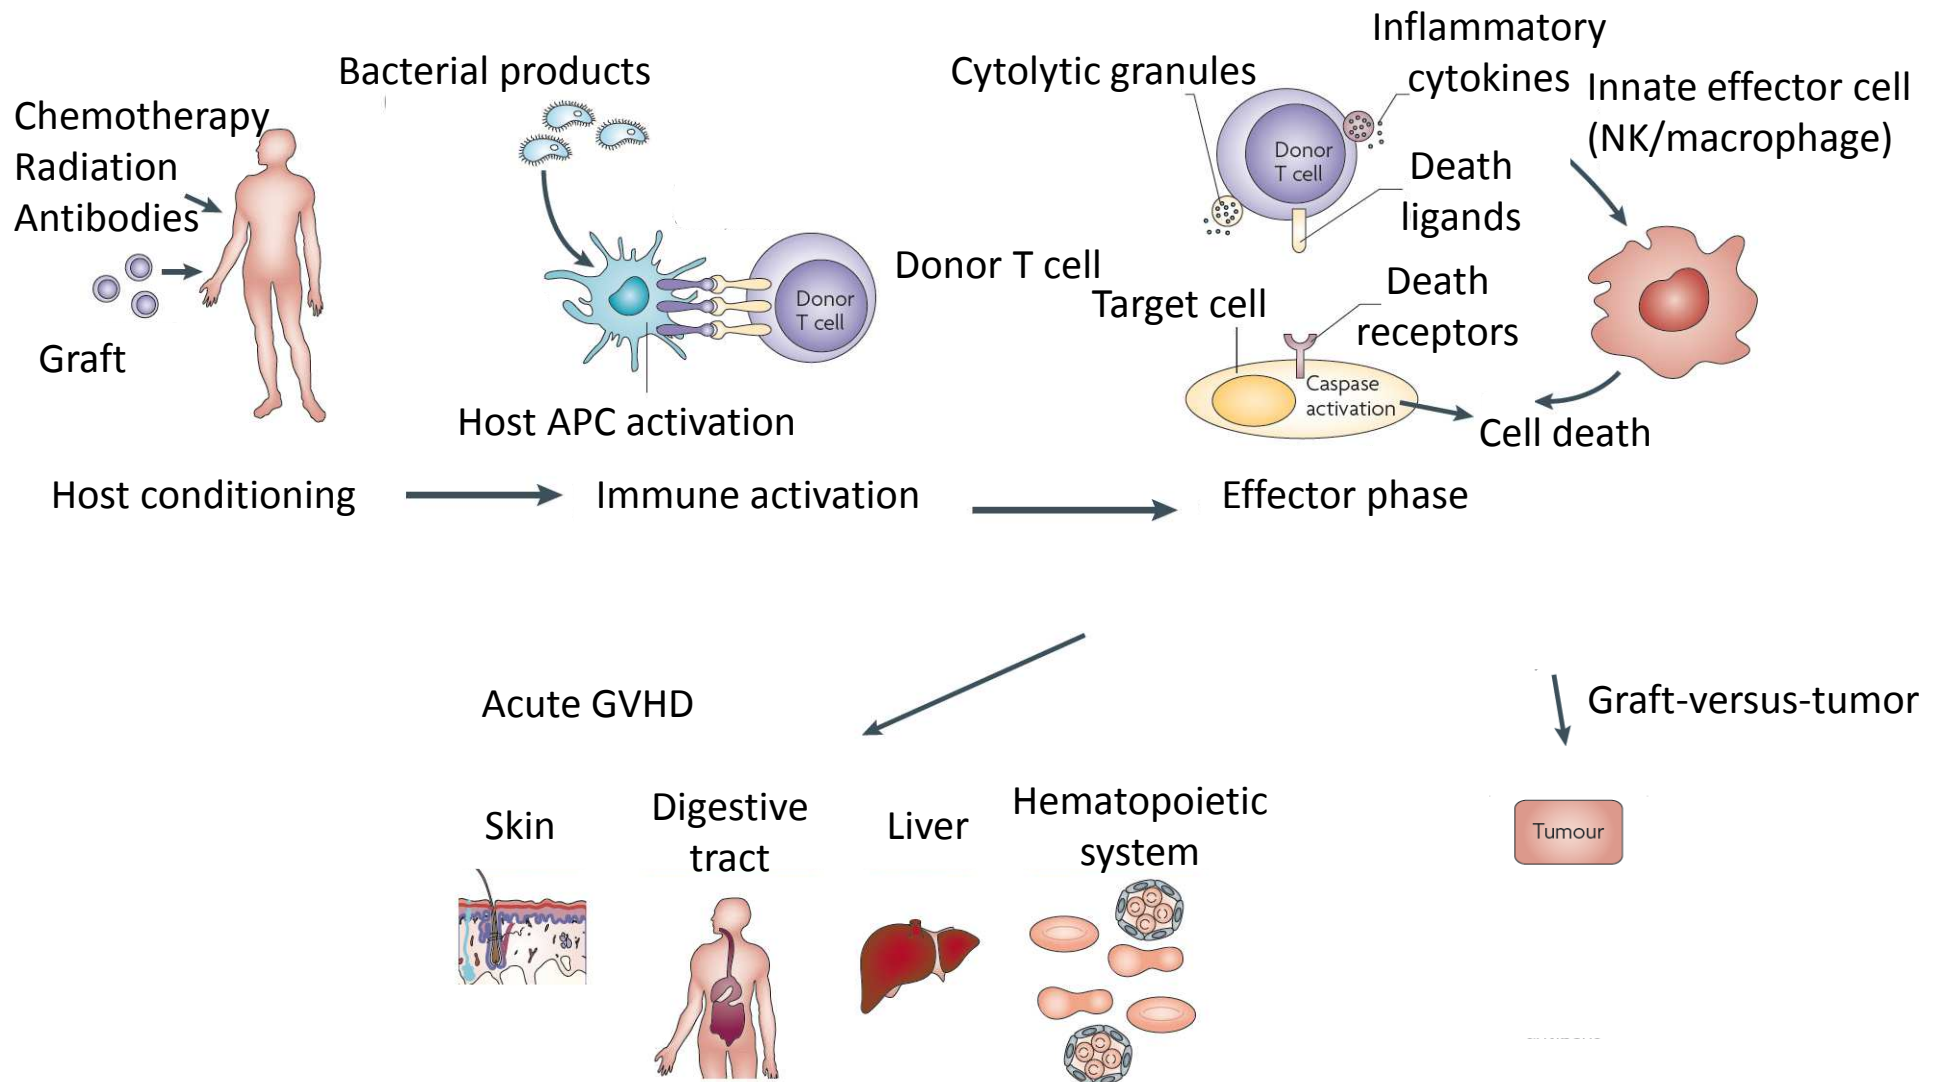 Chemotherapy
Radiation
Antibodies
Graft
Bacterial products
Donor
T cell
Donor T cell
Host APC activation
Cytolytic granules
Inflammatory
cytokines
Innate effector cell
(NK/macrophage)
Donor
T cell
Death
ligands
Target cell
Death
receptors
Caspase
activation
Cell death
Host conditioning
Immune activation
Effector phase
Acute GVHD
Graft-versus-tumor
Skin
Digestive
tract
Liver
Hematopoietic
system
Tumour